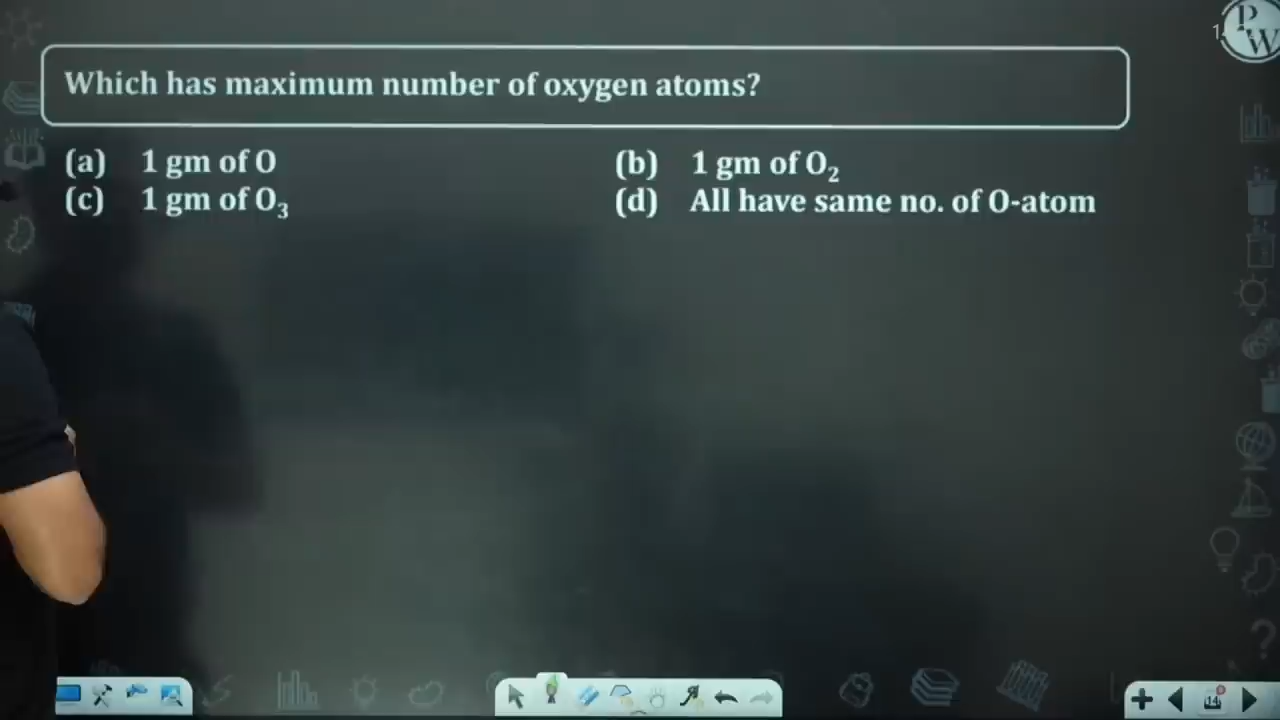 P
W
Which has maximum number of oxygen atoms?
(a) 1 gm of O
(b) 1 gm of O₂
(c) 1 gm of O₃
(d) All have same no. of O-atom